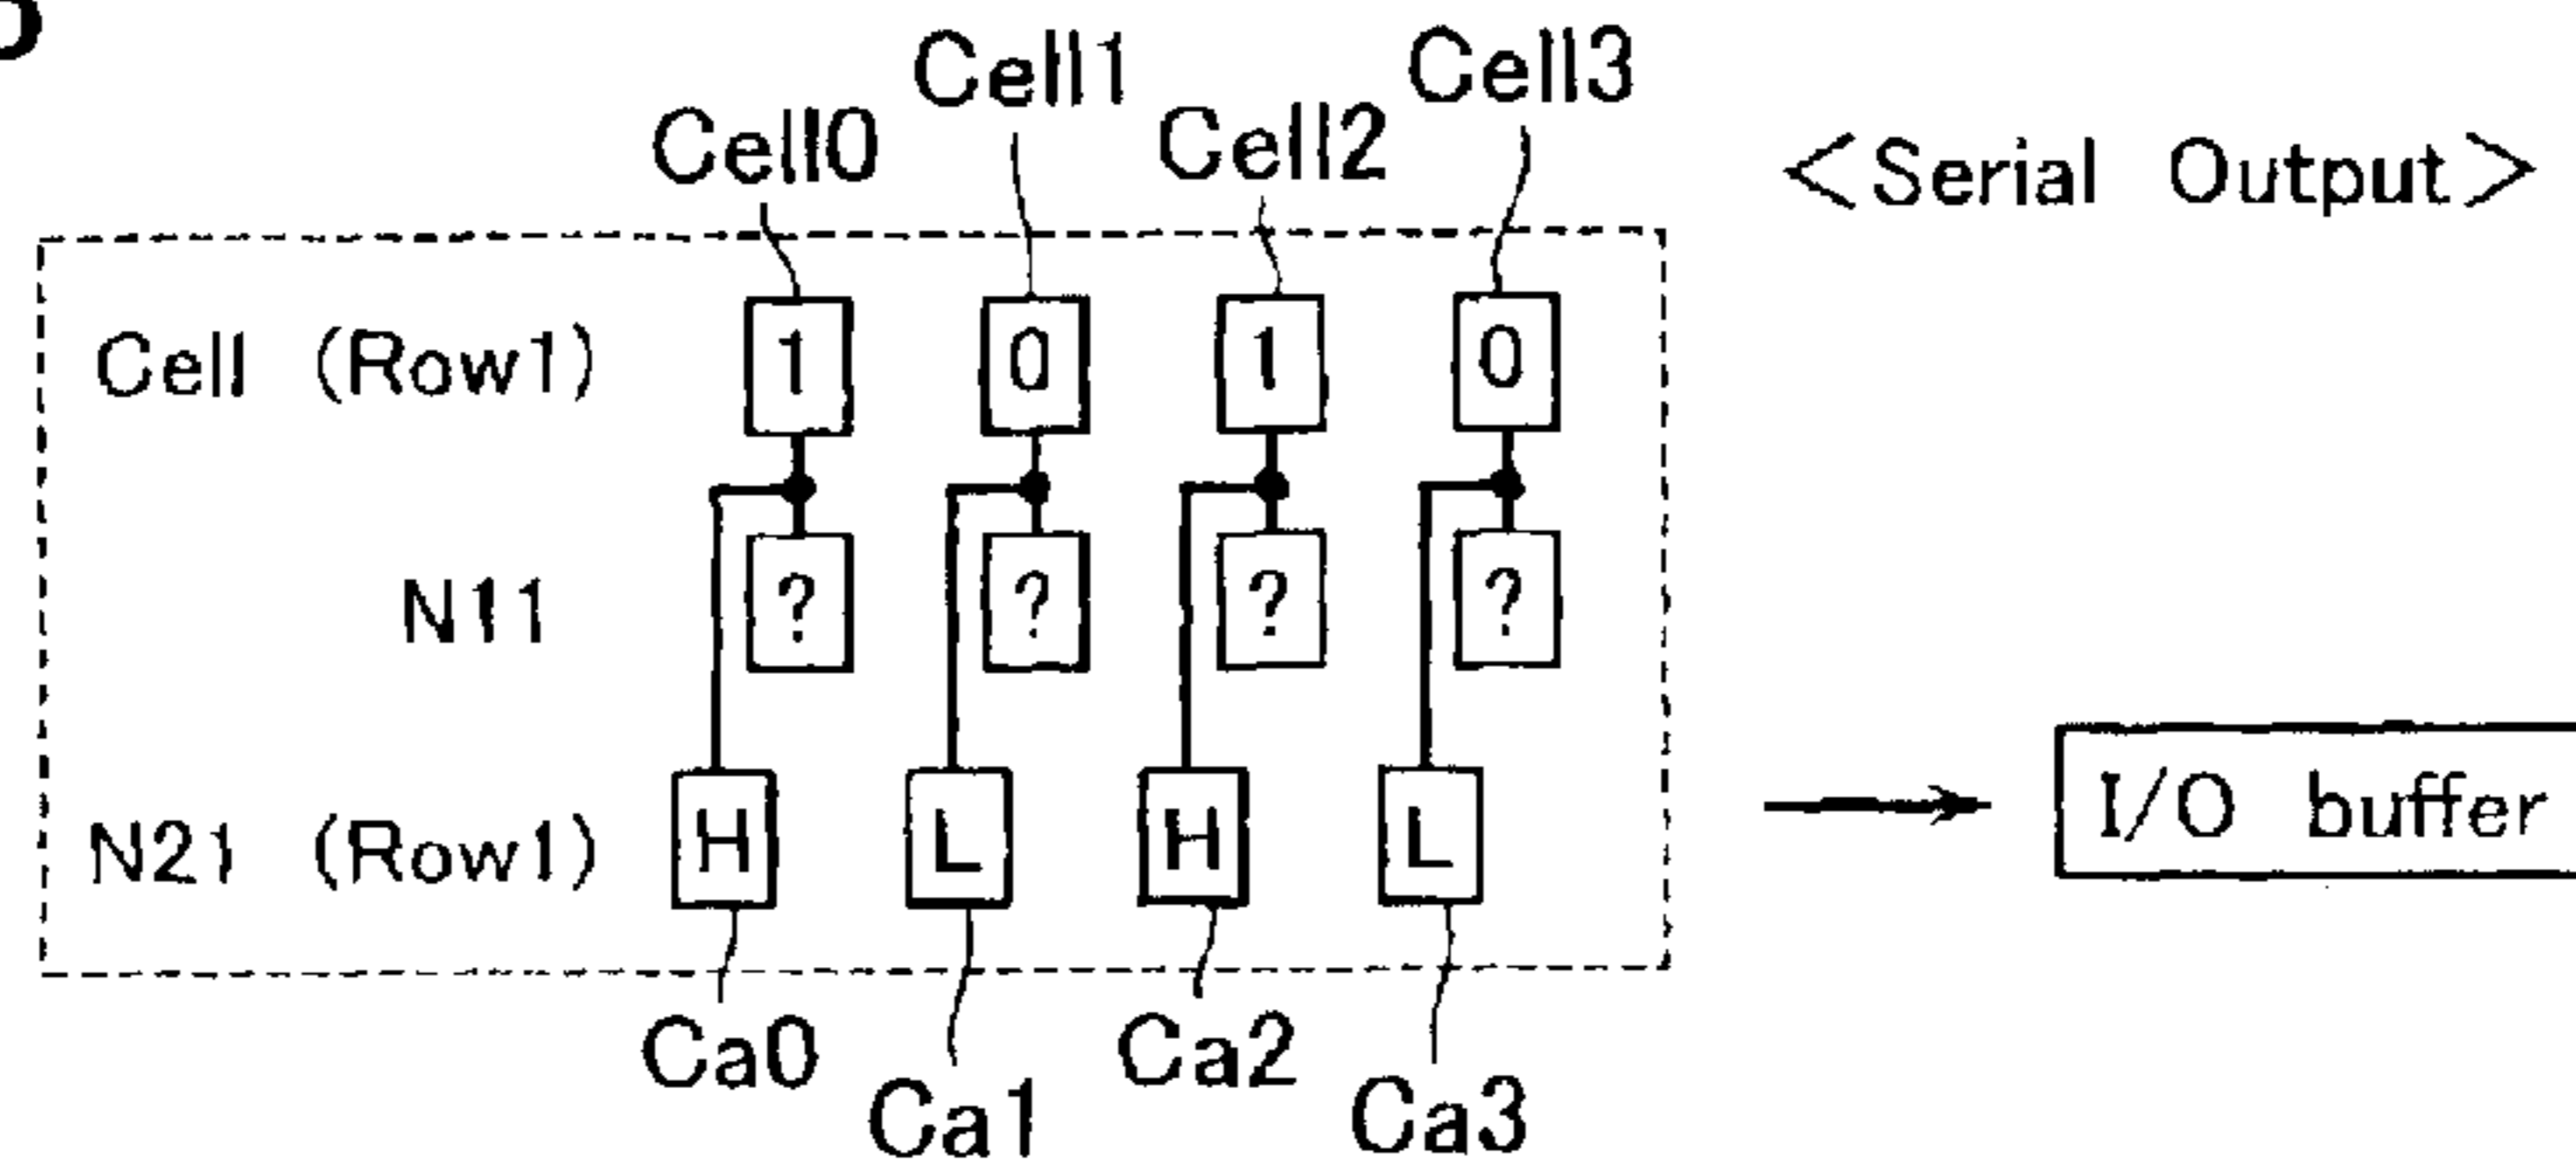 Cell0 Cell1 Cell2 Cell3
<Serial Output>
Cell (Row1) 1 0 1 0
N11 ? ? ? ?
N21 (Row1) H L H L
I/O buffer
Ca0 Ca1 Ca2 Ca3